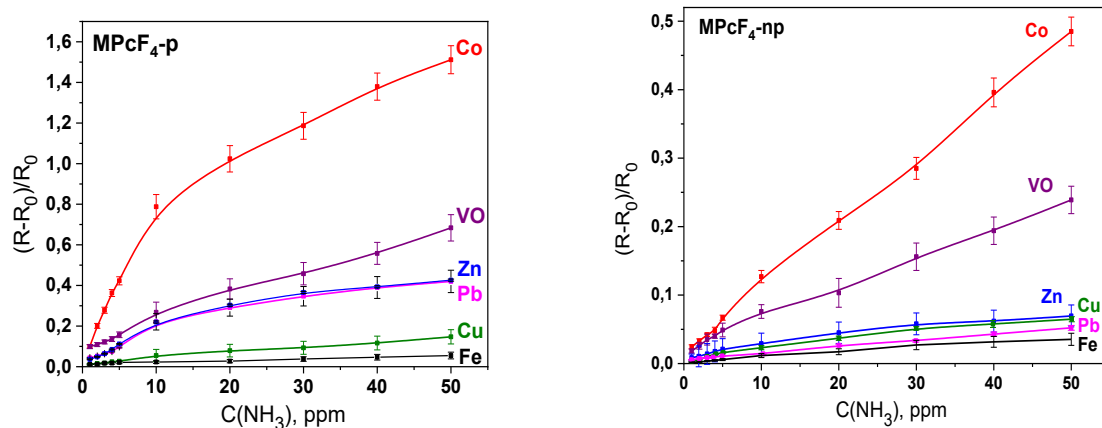 MPcF₄-p
(R-R₀)/R₀
1,6
1,4
1,2
1,0
0,8
0,6
0,4
0,2
0,0
0 10 20 30 40 50
C(NH₃), ppm
Co
VO
Zn
Pb
Cu
Fe
MPcF₄-np
(R-R₀)/R₀
0,5
0,4
0,3
0,2
0,1
0,0
0 10 20 30 40 50
C(NH₃), ppm
Co
VO
Zn
Cu
Pb
Fe